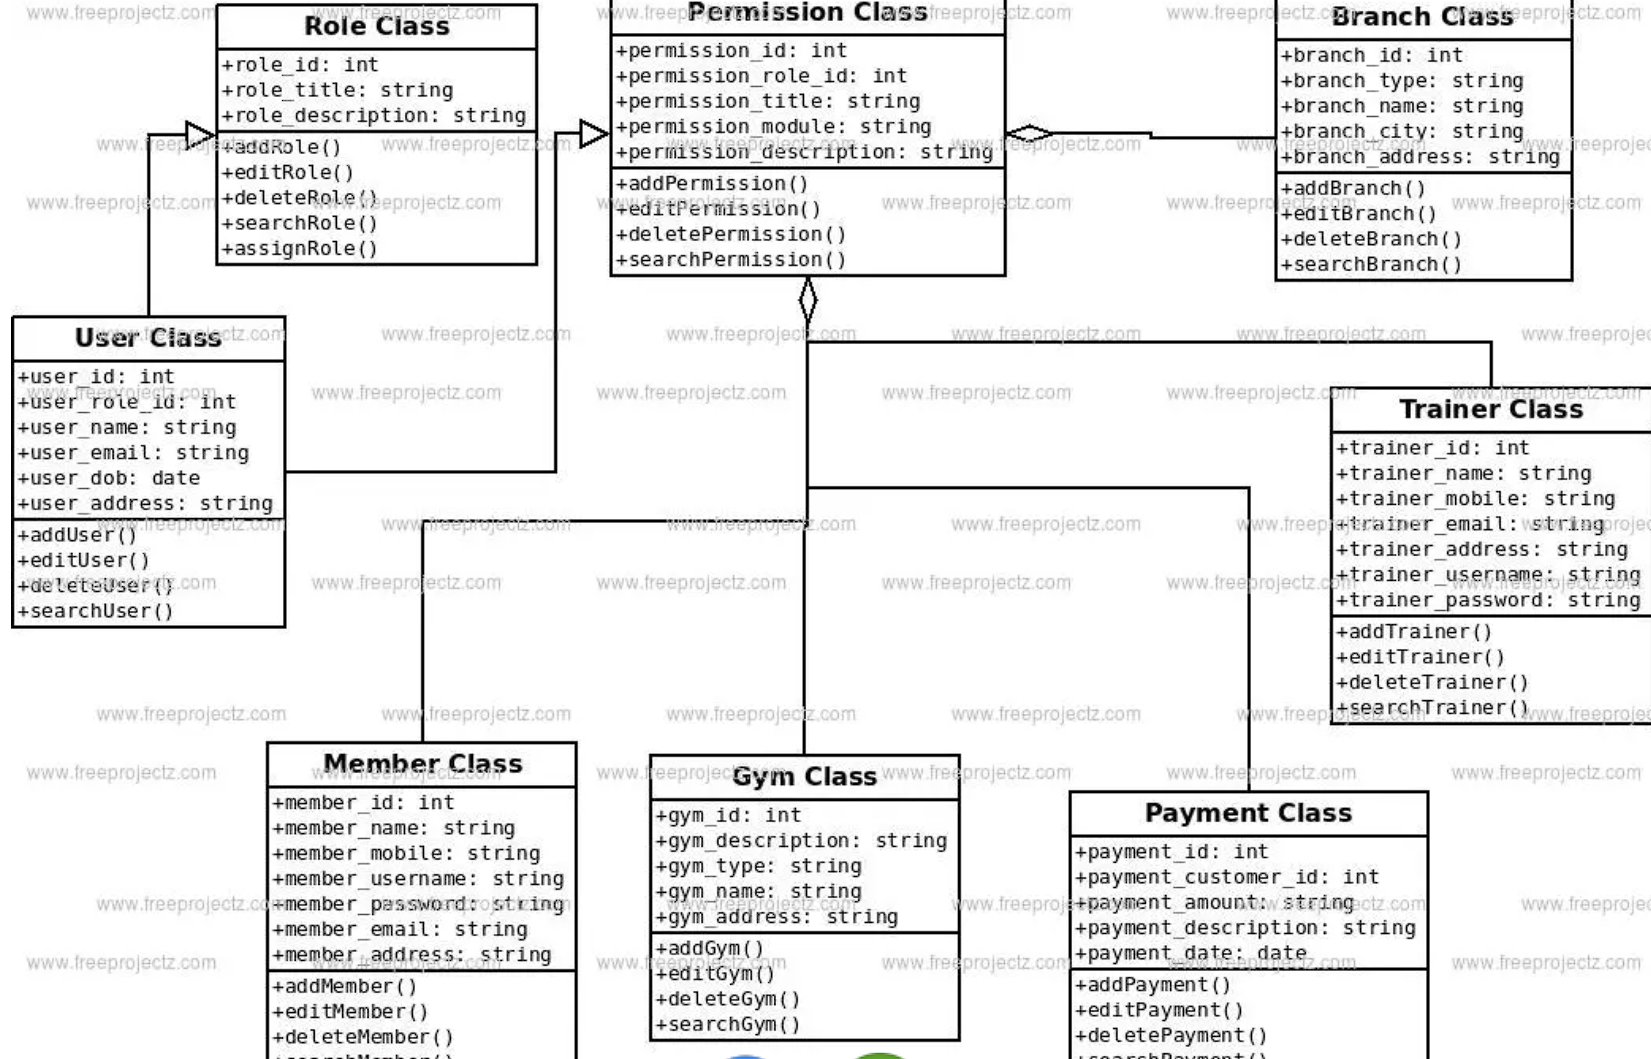 Role Class
+role_id: int
+role_title: string
+role_description: string
+addRole()
+editRole()
+deleteRole()
+searchRole()
+assignRole()
Permission Class
+permission_id: int
+permission_role_id: int
+permission_title: string
+permission_module: string
+permission_description: string
+addPermission()
+editPermission()
+deletePermission()
+searchPermission()
Branch Class
+branch_id: int
+branch_type: string
+branch_name: string
+branch_city: string
+branch_address: string
+addBranch()
+editBranch()
+deleteBranch()
+searchBranch()
User Class
+user_id: int
+user_role_id: int
+user_name: string
+user_email: string
+user_dob: date
+user_address: string
+addUser()
+editUser()
+deleteUser()
+searchUser()
Trainer Class
+trainer_id: int
+trainer_name: string
+trainer_mobile: string
+trainer_email: string
+trainer_address: string
+trainer_username: string
+trainer_password: string
+addTrainer()
+editTrainer()
+deleteTrainer()
+searchTrainer()
Member Class
+member_id: int
+member_name: string
+member_mobile: string
+member_username: string
+member_password: string
+member_email: string
+member_address: string
+addMember()
+editMember()
+deleteMember()
+searchMember()
Gym Class
+gym_id: int
+gym_description: string
+gym_type: string
+gym_name: string
+gym_address: string
+addGym()
+editGym()
+deleteGym()
+searchGym()
Payment Class
+payment_id: int
+payment_customer_id: int
+payment_amount: string
+payment_description: string
+payment_date: date
+addPayment()
+editPayment()
+deletePayment()
+searchPayment()
www.freeprojectz.com